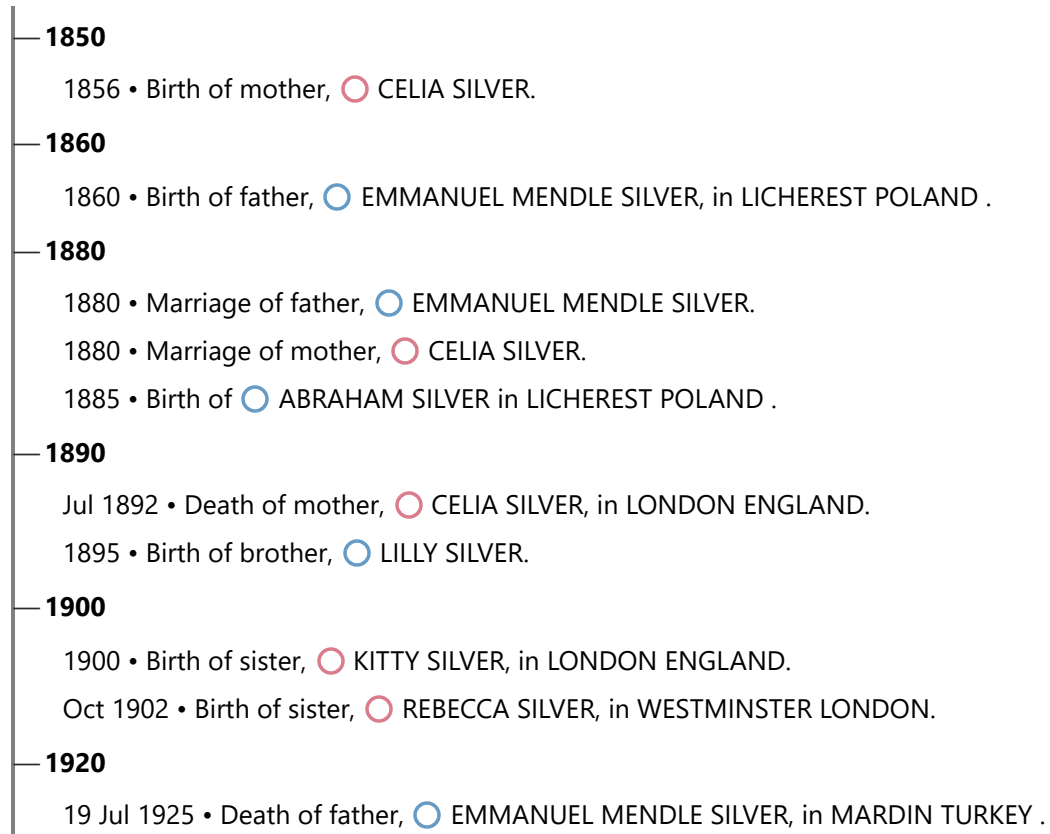 1850
1856 • Birth of mother, CELIA SILVER.
1860
1860 • Birth of father, EMMANUEL MENDLE SILVER, in LICHEREST POLAND .
1880
1880 • Marriage of father, EMMANUEL MENDLE SILVER.
1880 • Marriage of mother, CELIA SILVER.
1885 • Birth of ABRAHAM SILVER in LICHEREST POLAND .
1890
Jul 1892 • Death of mother, CELIA SILVER, in LONDON ENGLAND.
1895 • Birth of brother, LILLY SILVER.
1900
1900 • Birth of sister, KITTY SILVER, in LONDON ENGLAND.
Oct 1902 • Birth of sister, REBECCA SILVER, in WESTMINSTER LONDON.
1920
19 Jul 1925 • Death of father, EMMANUEL MENDLE SILVER, in MARDIN TURKEY .